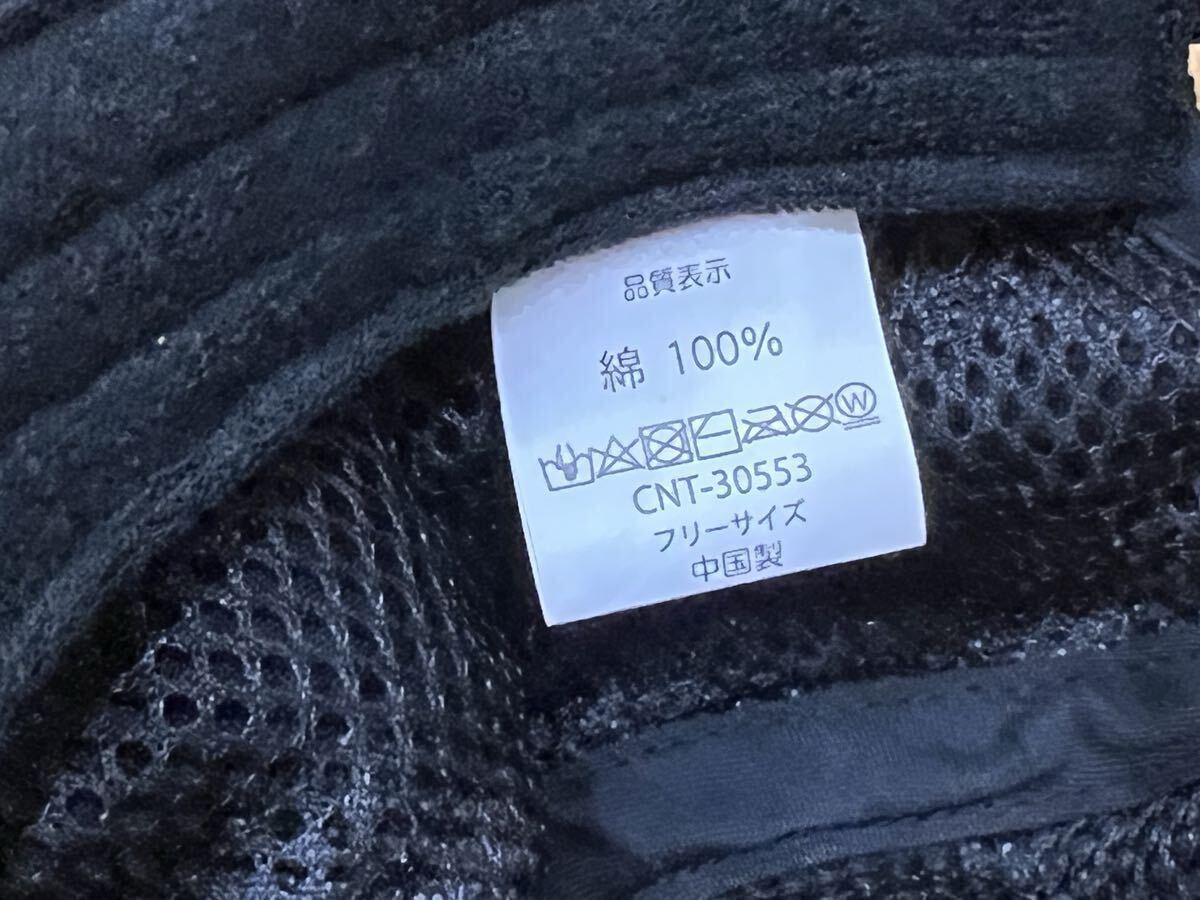 品質表示
綿 100%
W
CNT-30553
フリーサイズ
中国製